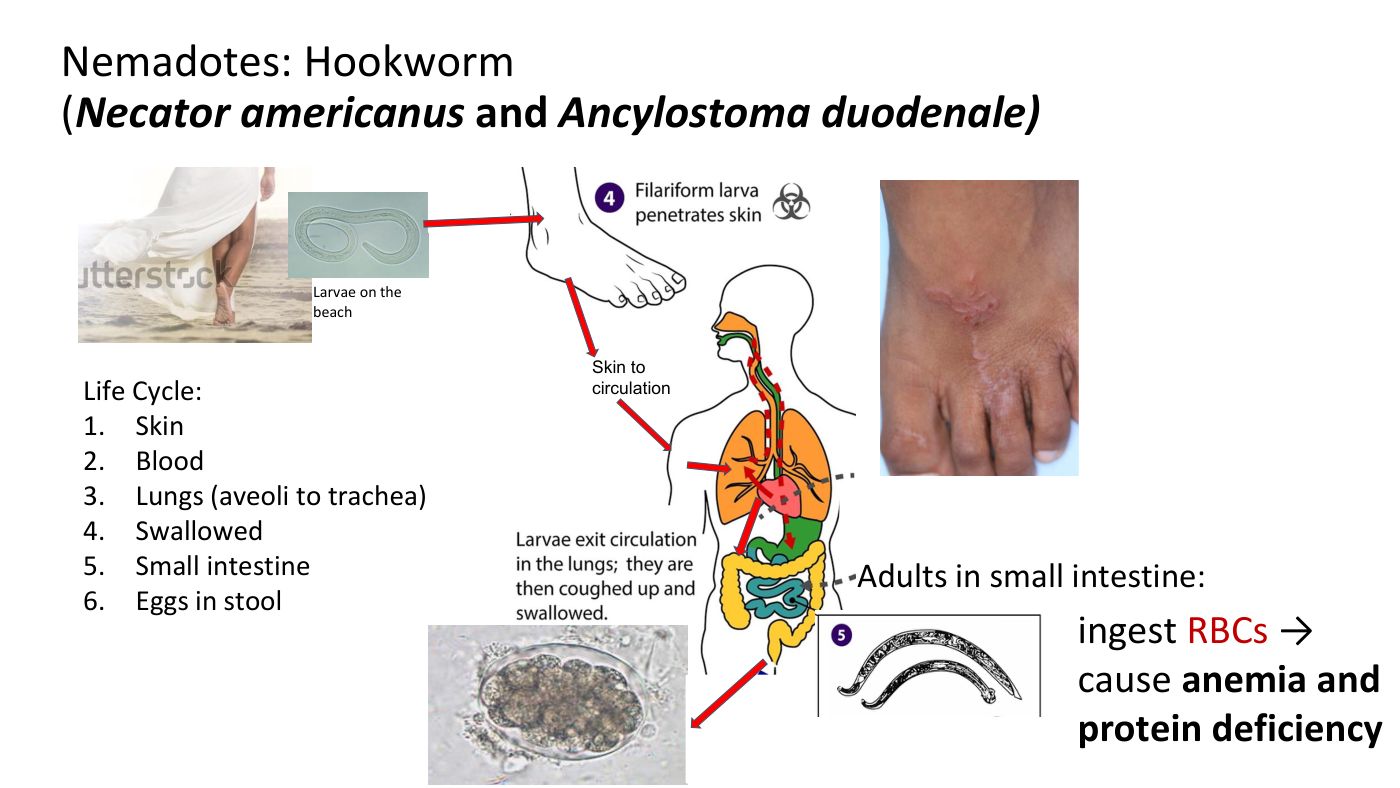 Nemadotes: Hookworm
(Necator americanus and Ancylostoma duodenale)
utterstock
Larvae on the
beach
4
Filariform larva
penetrates skin
Skin to
circulation
Life Cycle:
1. Skin
2. Blood
3. Lungs (aveoli to trachea)
4. Swallowed
5. Small intestine
6. Eggs in stool
Larvae exit circulation
in the lungs; they are
then coughed up and
swallowed.
Adults in small intestine:
5
ingest RBCs →
cause anemia and
protein deficiency